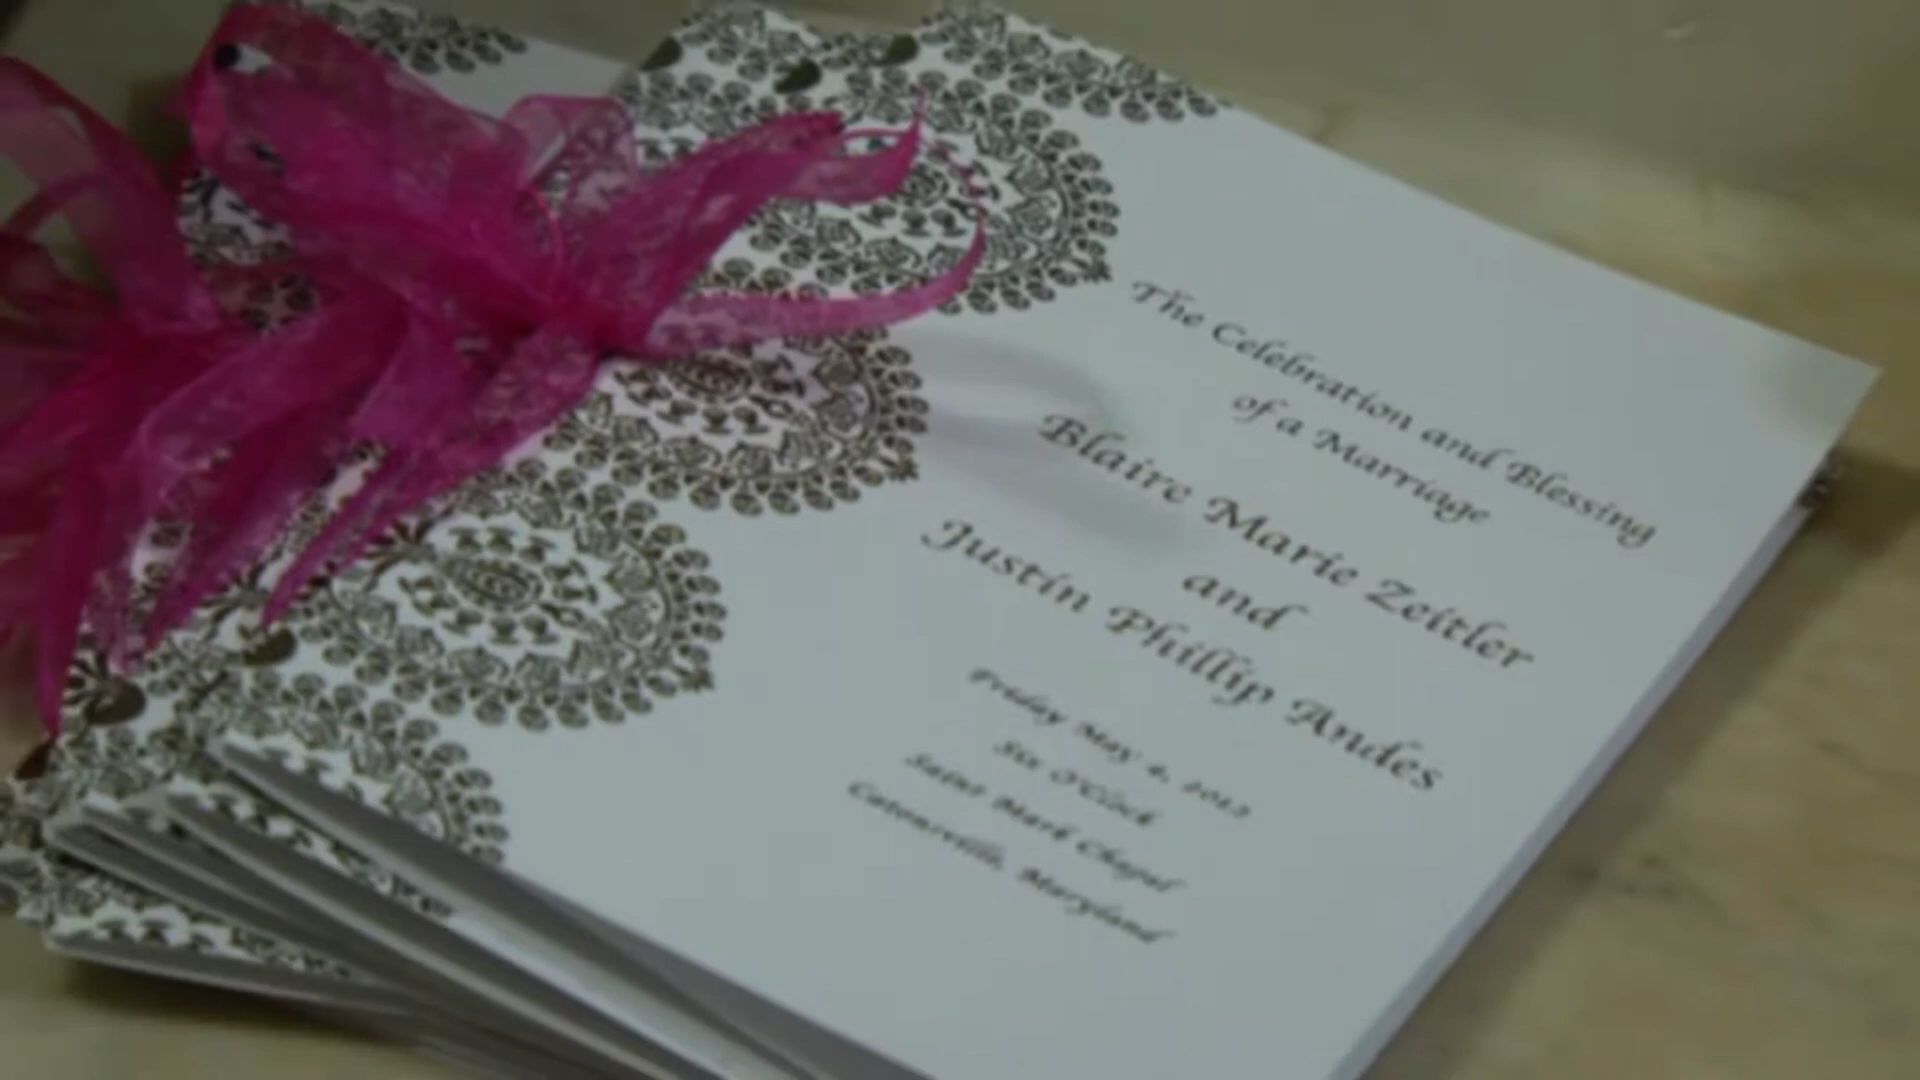 The Celebration and Blessing
of a Marriage
Blaire Marie Zeitler
and
Justin Phillip Andes
Friday May 4, 2012
Six O'Clock
Saint Mark Chapel
Catonsville, Maryland